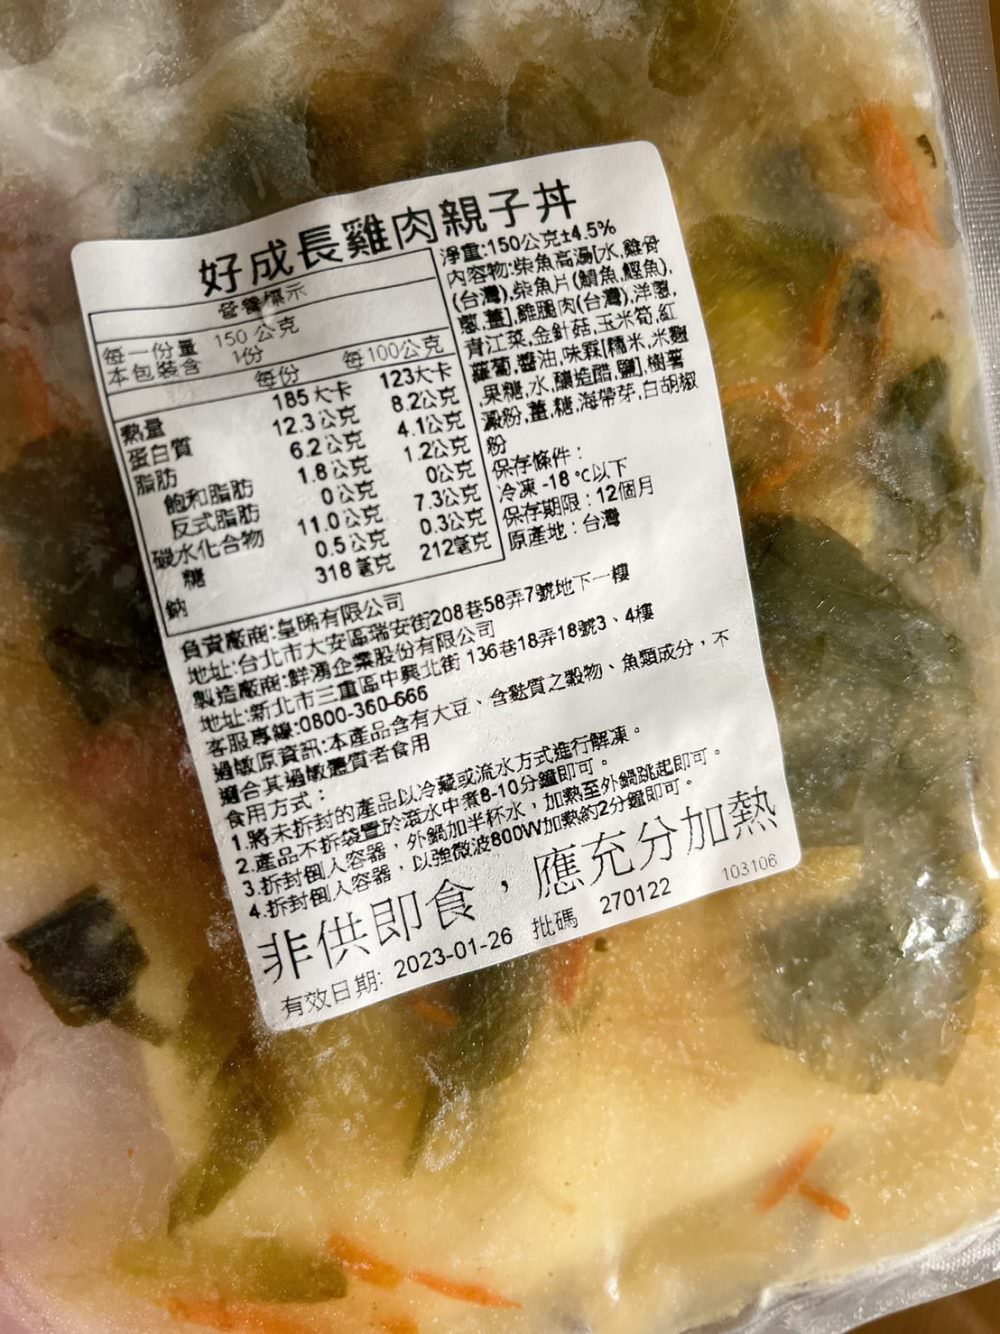 好成長雞肉親子丼
營養標示
每一份量 150 公克
本包裝含 1份
每份 每100公克
熱量 185 大卡 123大卡
蛋白質 12.3 公克 8.2公克
脂肪 6.2 公克 4.1公克
飽和脂肪 1.8 公克 1.2公克
反式脂肪 0 公克 0公克
碳水化合物 11.0 公克 7.3公克
糖 0.5 公克 0.3公克
鈉 318 毫克 212毫克
淨重:150公克±4.5%
內容物:柴魚高湯[水,雞骨
(台灣),柴魚片(鯖魚,鰹魚),
蔥,薑],雞腿肉(台灣),洋蔥,
青江菜,金針菇,玉米筍,紅
蘿蔔,醬油,味霖[糯米,米麴
,果糖,水,釀造醋,鹽],樹薯
澱粉,薑,糖,海帶芽,白胡椒
粉
保存條件:
冷凍 -18 °C以下
保存期限:12個月
原產地:台灣
負責廠商:皇晞有限公司
地址:台北市大安區瑞安街208巷58弄7號地下一樓
製造廠商:鮮湧企業股份有限公司
地址:新北市三重區中興北街 136巷18弄18號3、4樓
客服專線:0800-360-666
過敏原資訊:本產品含有大豆、含麩質之穀物、魚類成分，不
適合其過敏體質者食用
食用方式:
1.將未拆封的產品以冷藏或流水方式進行解凍。
2.產品不拆袋置於滾水中煮8-10分鐘即可。
3.拆封倒入容器，外鍋加半杯水，加熱至外鍋跳起即可。
4.拆封倒入容器，以強微波800W加熱約2分鐘即可。
非供即食，應充分加熱
有效日期: 2023-01-26 批碼 270122 103106